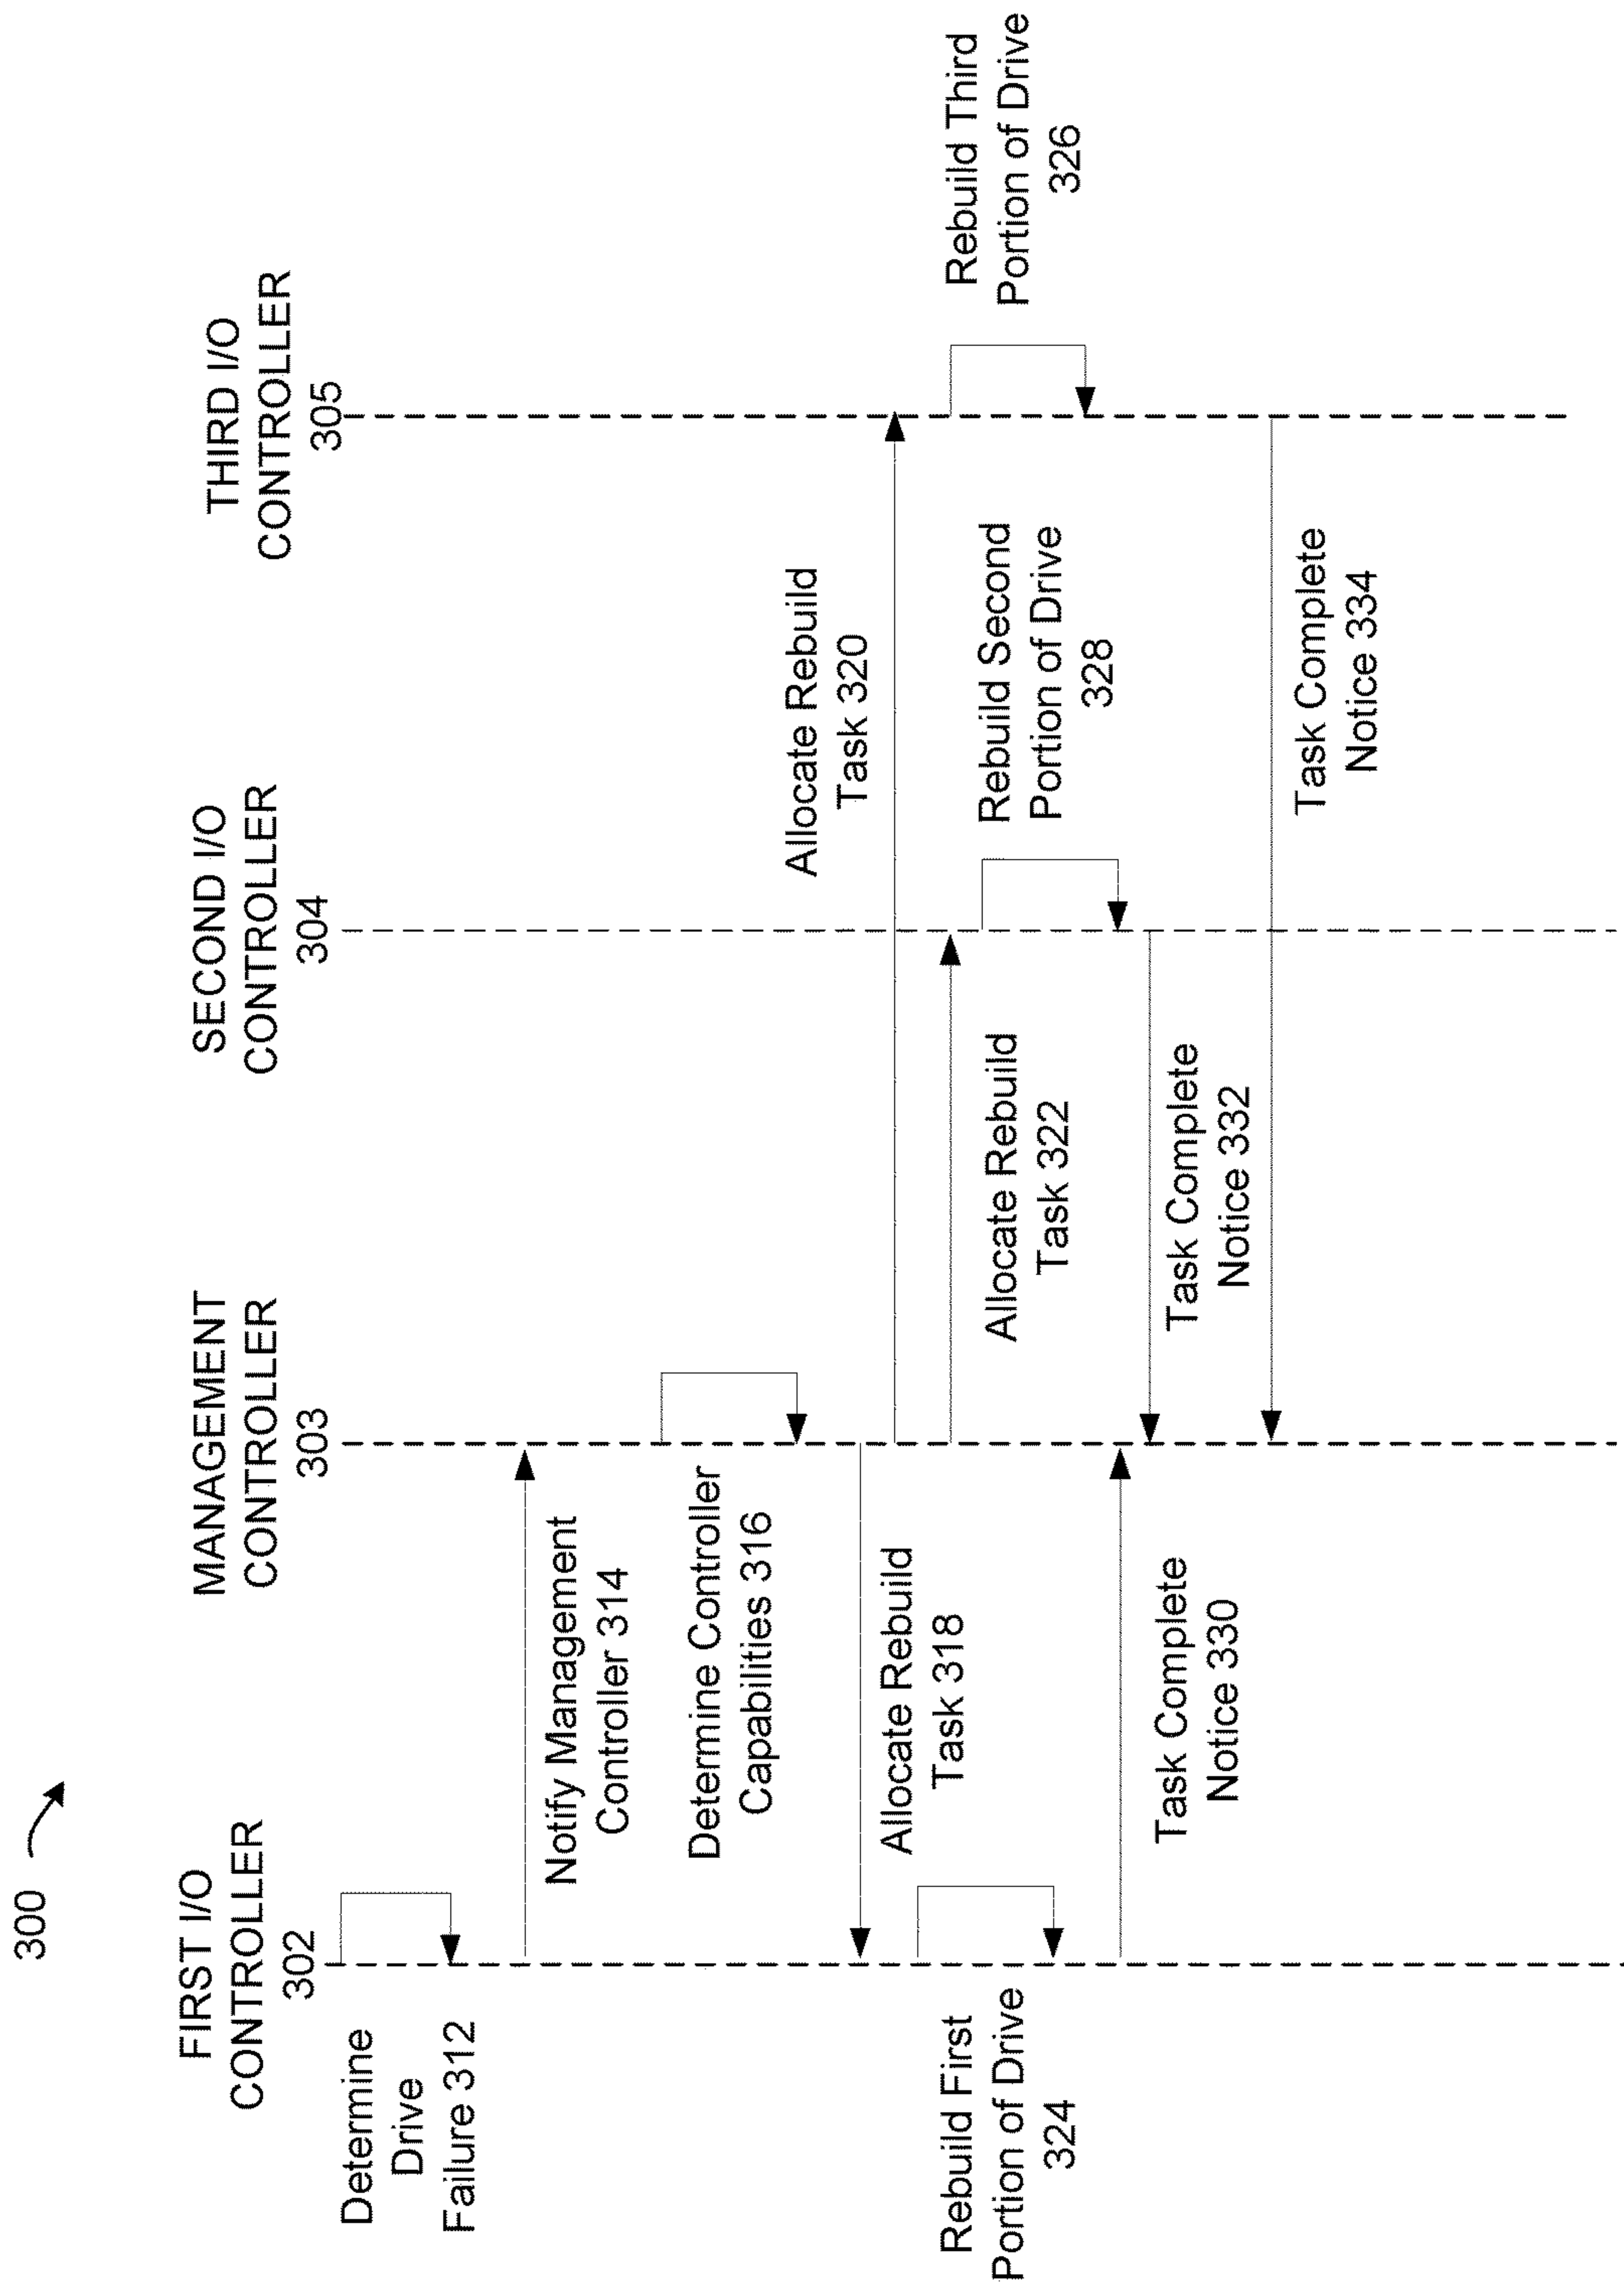 300
FIRST I/O
CONTROLLER
302
MANAGEMENT
CONTROLLER
303
SECOND I/O
CONTROLLER
304
THIRD I/O
CONTROLLER
305
Determine
Drive
Failure 312
Notify Management
Controller 314
Determine Controller
Capabilities 316
Allocate Rebuild
Task 318
Allocate Rebuild
Task 320
Allocate Rebuild
Task 322
Rebuild First
Portion of Drive
324
Rebuild Second
Portion of Drive
328
Rebuild Third
Portion of Drive
326
Task Complete
Notice 330
Task Complete
Notice 332
Task Complete
Notice 334